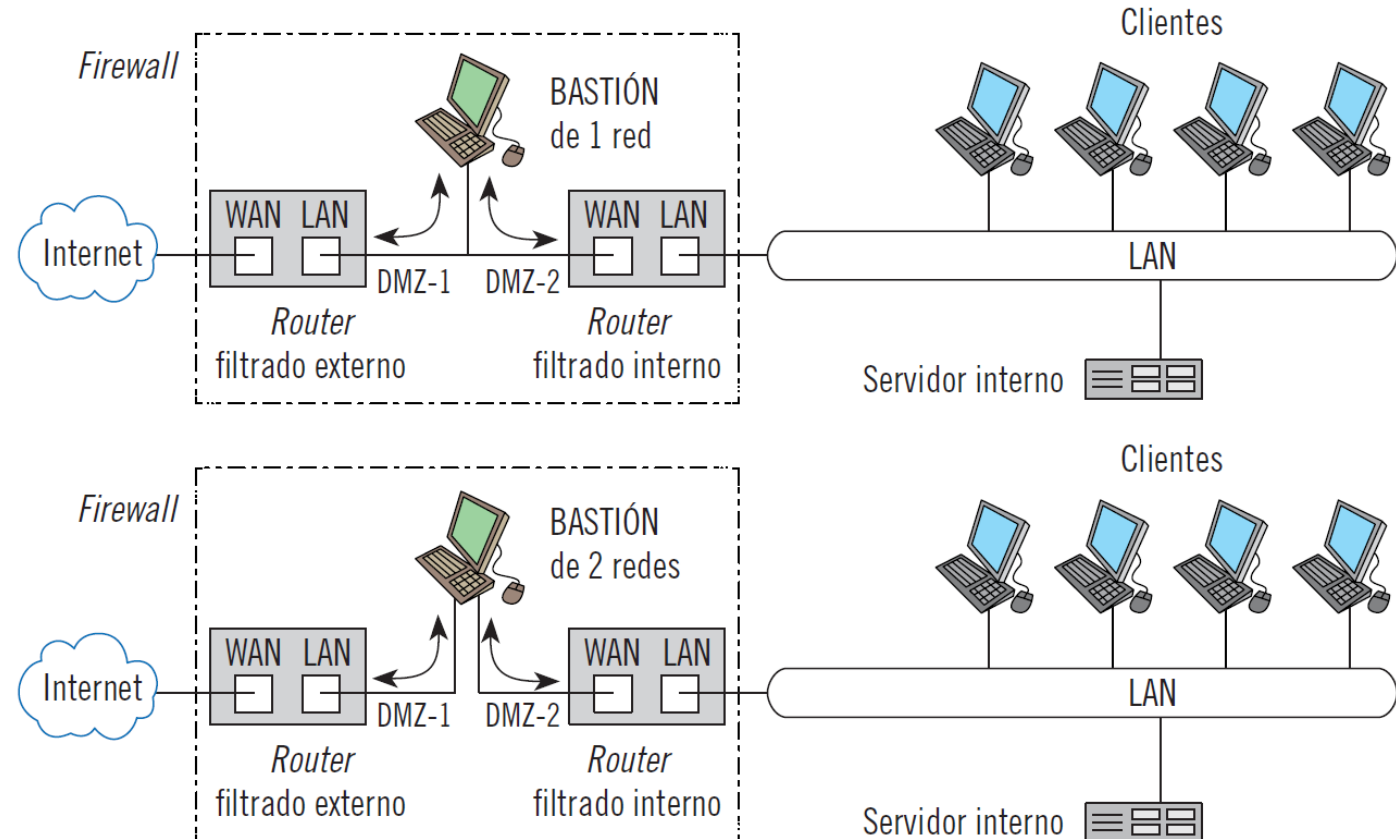 Clientes
Firewall
BASTIÓN
de 1 red
WAN LAN
WAN LAN
Internet
DMZ-1
DMZ-2
LAN
Router
filtrado externo
Router
filtrado interno
Servidor interno
Clientes
Firewall
BASTIÓN
de 2 redes
WAN LAN
WAN LAN
Internet
DMZ-1
DMZ-2
LAN
Router
filtrado externo
Router
filtrado interno
Servidor interno